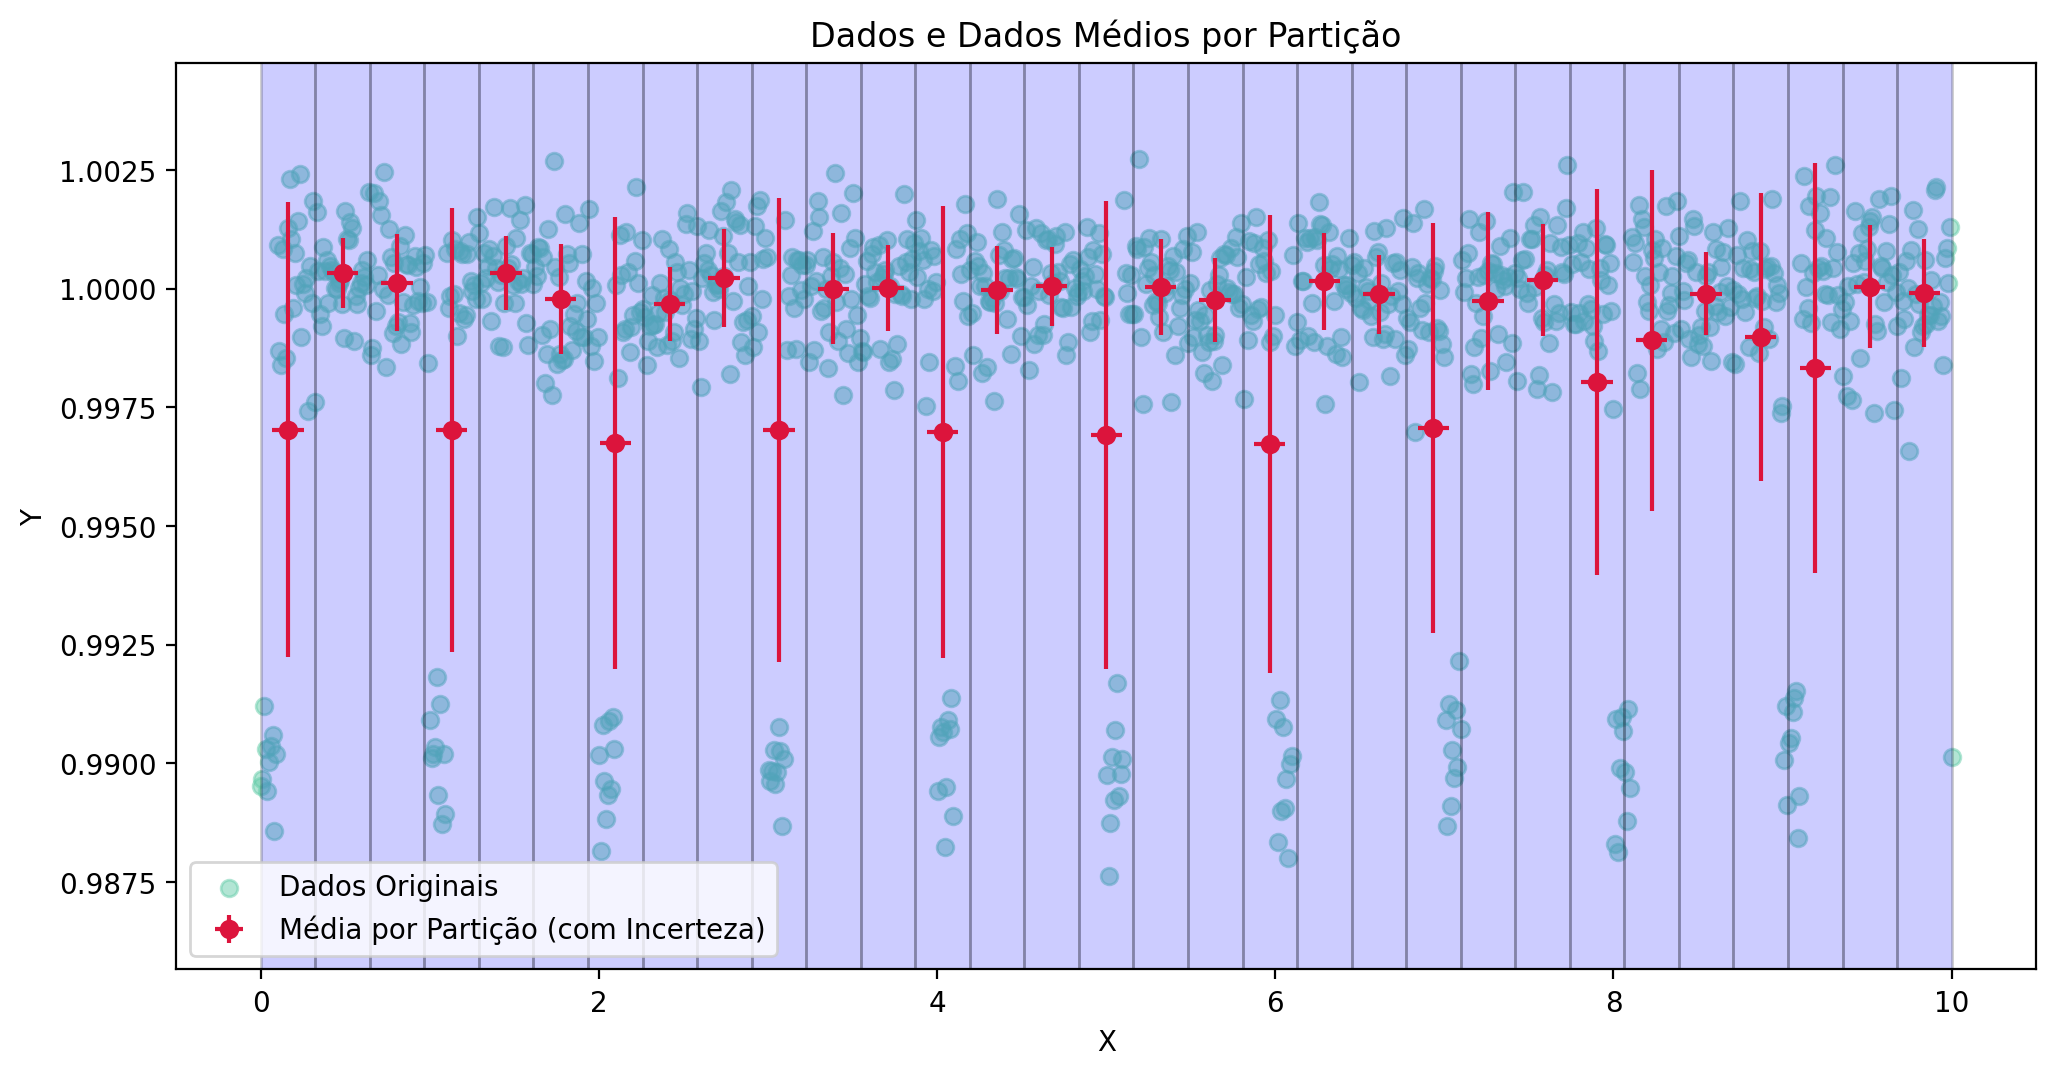 Dados e Dados Médios por Partição
Y
1.0025
1.0000
0.9975
0.9950
0.9925
0.9900
0.9875
Dados Originais
Média por Partição (com Incerteza)
0 2 4 6 8 10
X